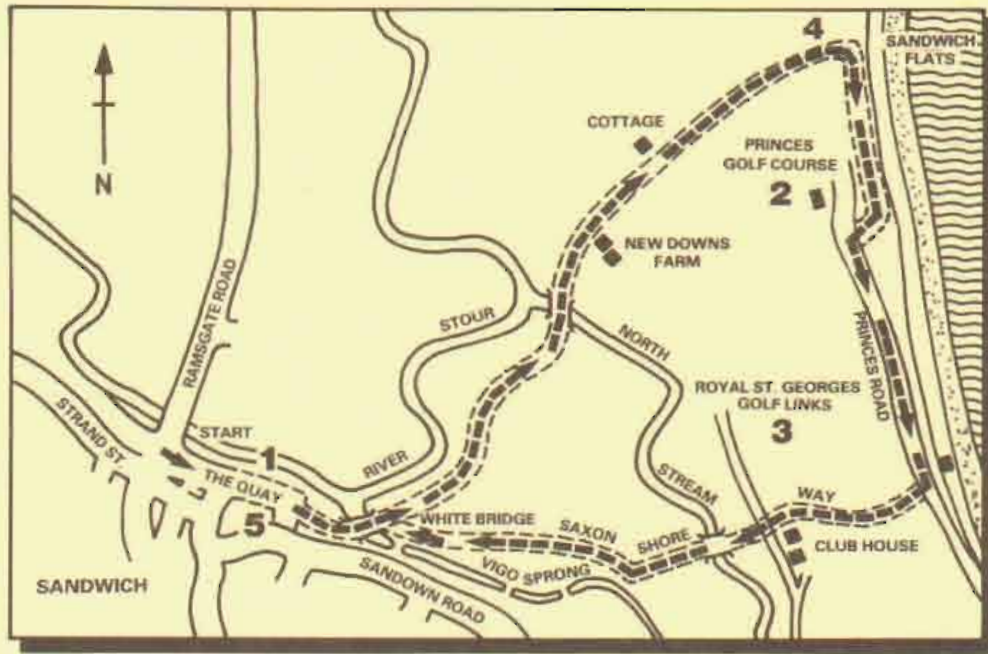 4
SANDWICH
FLATS
N
COTTAGE
PRINCES
GOLF COURSE
2
NEW DOWNS
FARM
RAMSGATE ROAD
STOUR
NORTH
PRINCES ROAD
ROYAL ST. GEORGES
GOLF LINKS
3
STRAND ST.
START
1
RIVER
STREAM
THE QUAY
5
WHITE BRIDGE
SAXON
SHORE
WAY
CLUB HOUSE
VIGO SPRONG
SANDOWN ROAD
SANDWICH